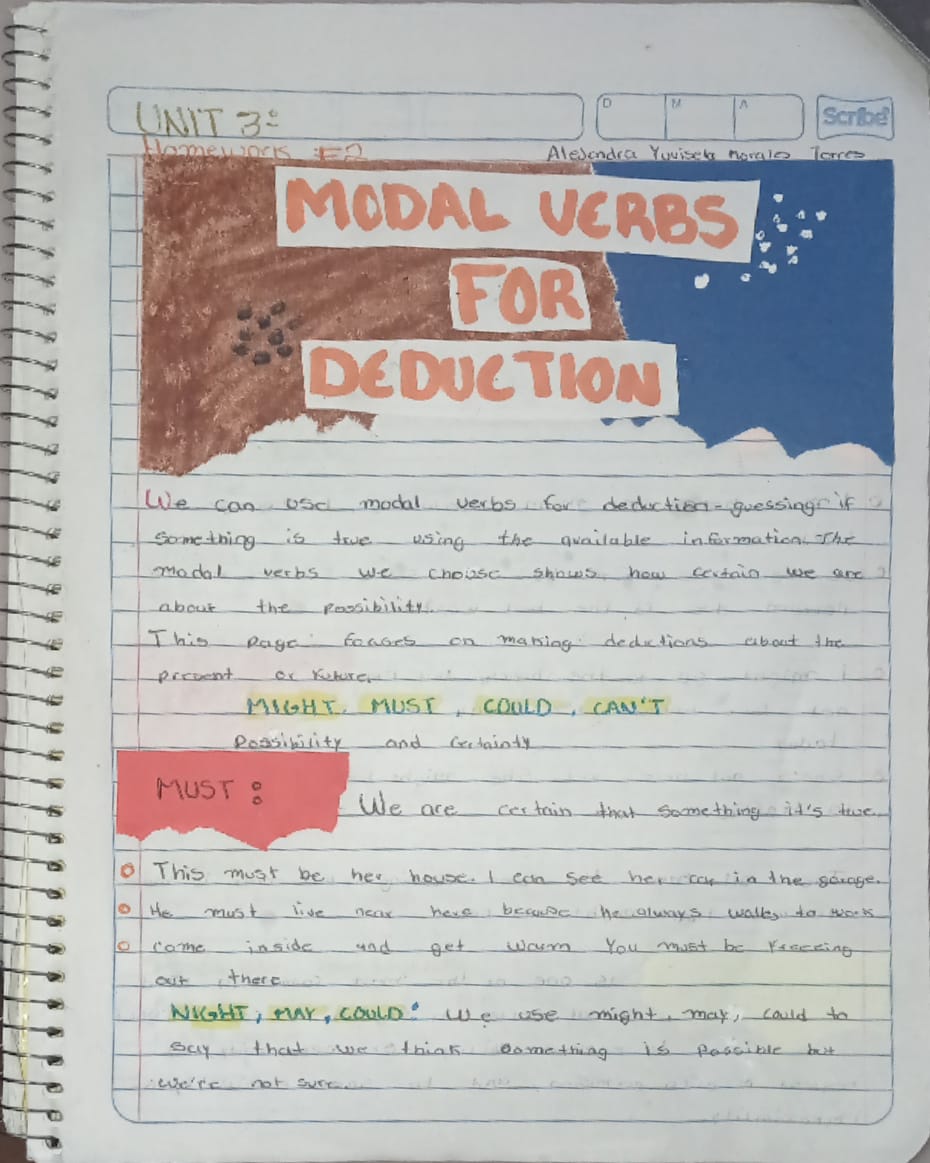 UNIT 3:
D M A
Scribe
Homework #2
Alejandra Yuvisela Morales Torres
MODAL VERBS
FOR
DEDUCTION
We can use modal verbs for deduction - guessing if
something is true using the available information. The
modal verbs we choose shows how certain we are
about the possibility.
This page focses on making deductions about the
present or future.
MIGHT, MUST, COULD, CAN'T
Possibility and Certainty
MUST:
We are certain that something it's true.
This must be her house. I can see her car in the garage.
He must live near here because he always walks to work
come inside and get warm You must be freezing
out there
NIGHT, MAY, COULD: We use might, may, could to
say that we think something is possible but
we're not sure.